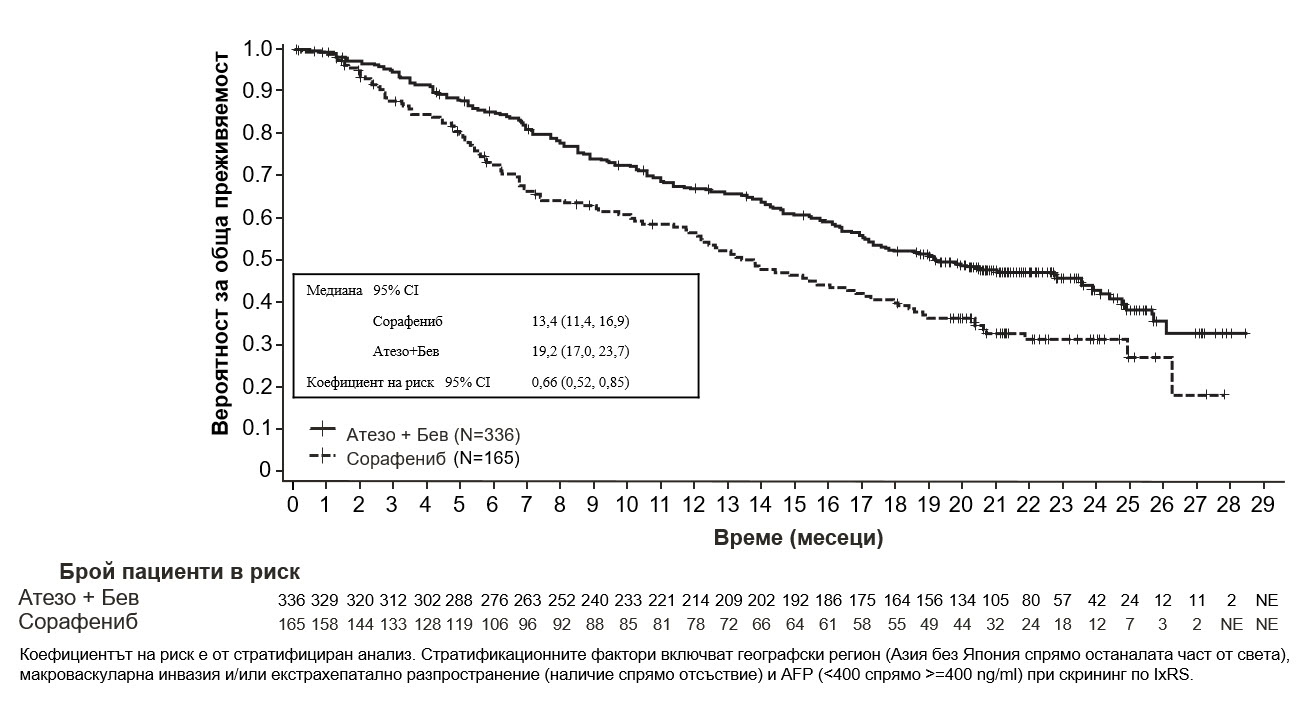 Вероятност за обща преживяемост
1.0
0.9
0.8
0.7
0.6
0.5
0.4
0.3
0.2
0.1
0
Медиана 95% CI
Сорафениб 13,4 (11,4, 16,9)
Атезо+Бев 19,2 (17,0, 23,7)
Коефициент на риск 95% CI 0,66 (0,52, 0,85)
Атезо + Бев (N=336)
Сорафениб (N=165)
0 1 2 3 4 5 6 7 8 9 10 11 12 13 14 15 16 17 18 19 20 21 22 23 24 25 26 27 28 29
Време (месеци)
Брой пациенти в риск
Атезо + Бев 336 329 320 312 302 288 276 263 252 240 233 221 214 209 202 192 186 175 164 156 134 105 80 57 42 24 12 11 2 NE
Сорафениб 165 158 144 133 128 119 106 96 92 88 85 81 78 72 66 64 61 58 55 49 44 32 24 18 12 7 3 2 NE NE
Коефициентът на риск е от стратифициран анализ. Стратификационните фактори включват географски регион (Азия без Япония спрямо останалата част от света),
макроваскуларна инвазия и/или екстрахепатално разпространение (наличие спрямо отсъствие) и AFP (<400 спрямо >=400 ng/ml) при скрининг по IxRS.